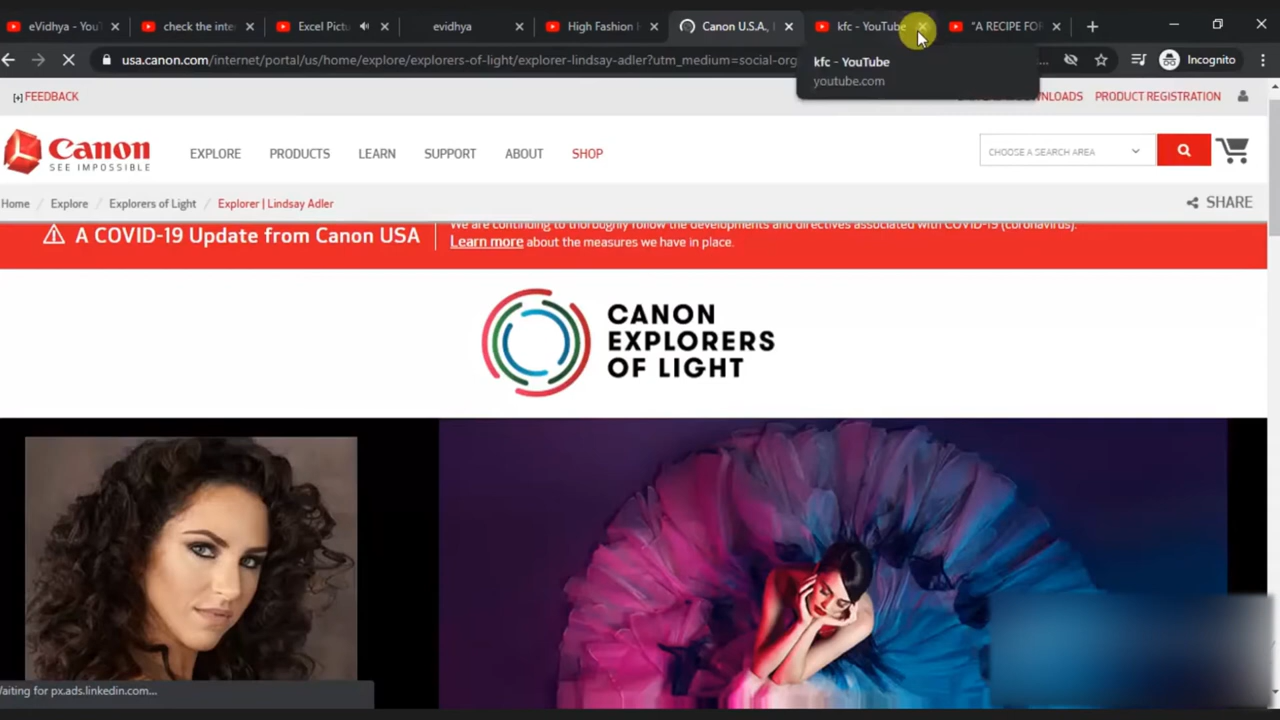 eVidhya - YouT
check the inter
Excel Pictu
evidhya
High Fashion
Canon U.S.A.,
kfc - YouTube
"A RECIPE FOR
usa.canon.com/internet/portal/us/home/explore/explorers-of-light/explorer-lindsay-adler?utm_medium=social-org
...
Incognito
kfc - YouTube
youtube.com
[+] FEEDBACK
DOWNLOADS
PRODUCT REGISTRATION
Canon
SEE IMPOSSIBLE
EXPLORE
PRODUCTS
LEARN
SUPPORT
ABOUT
SHOP
CHOOSE A SEARCH AREA
Home / Explore / Explorers of Light / Explorer | Lindsay Adler
SHARE
We are continuing to thoroughly follow the developments and directives associated with COVID-19 (coronavirus).
A COVID-19 Update from Canon USA
Learn more about the measures we have in place.
CANON
EXPLORERS
OF LIGHT
Waiting for px.ads.linkedin.com...